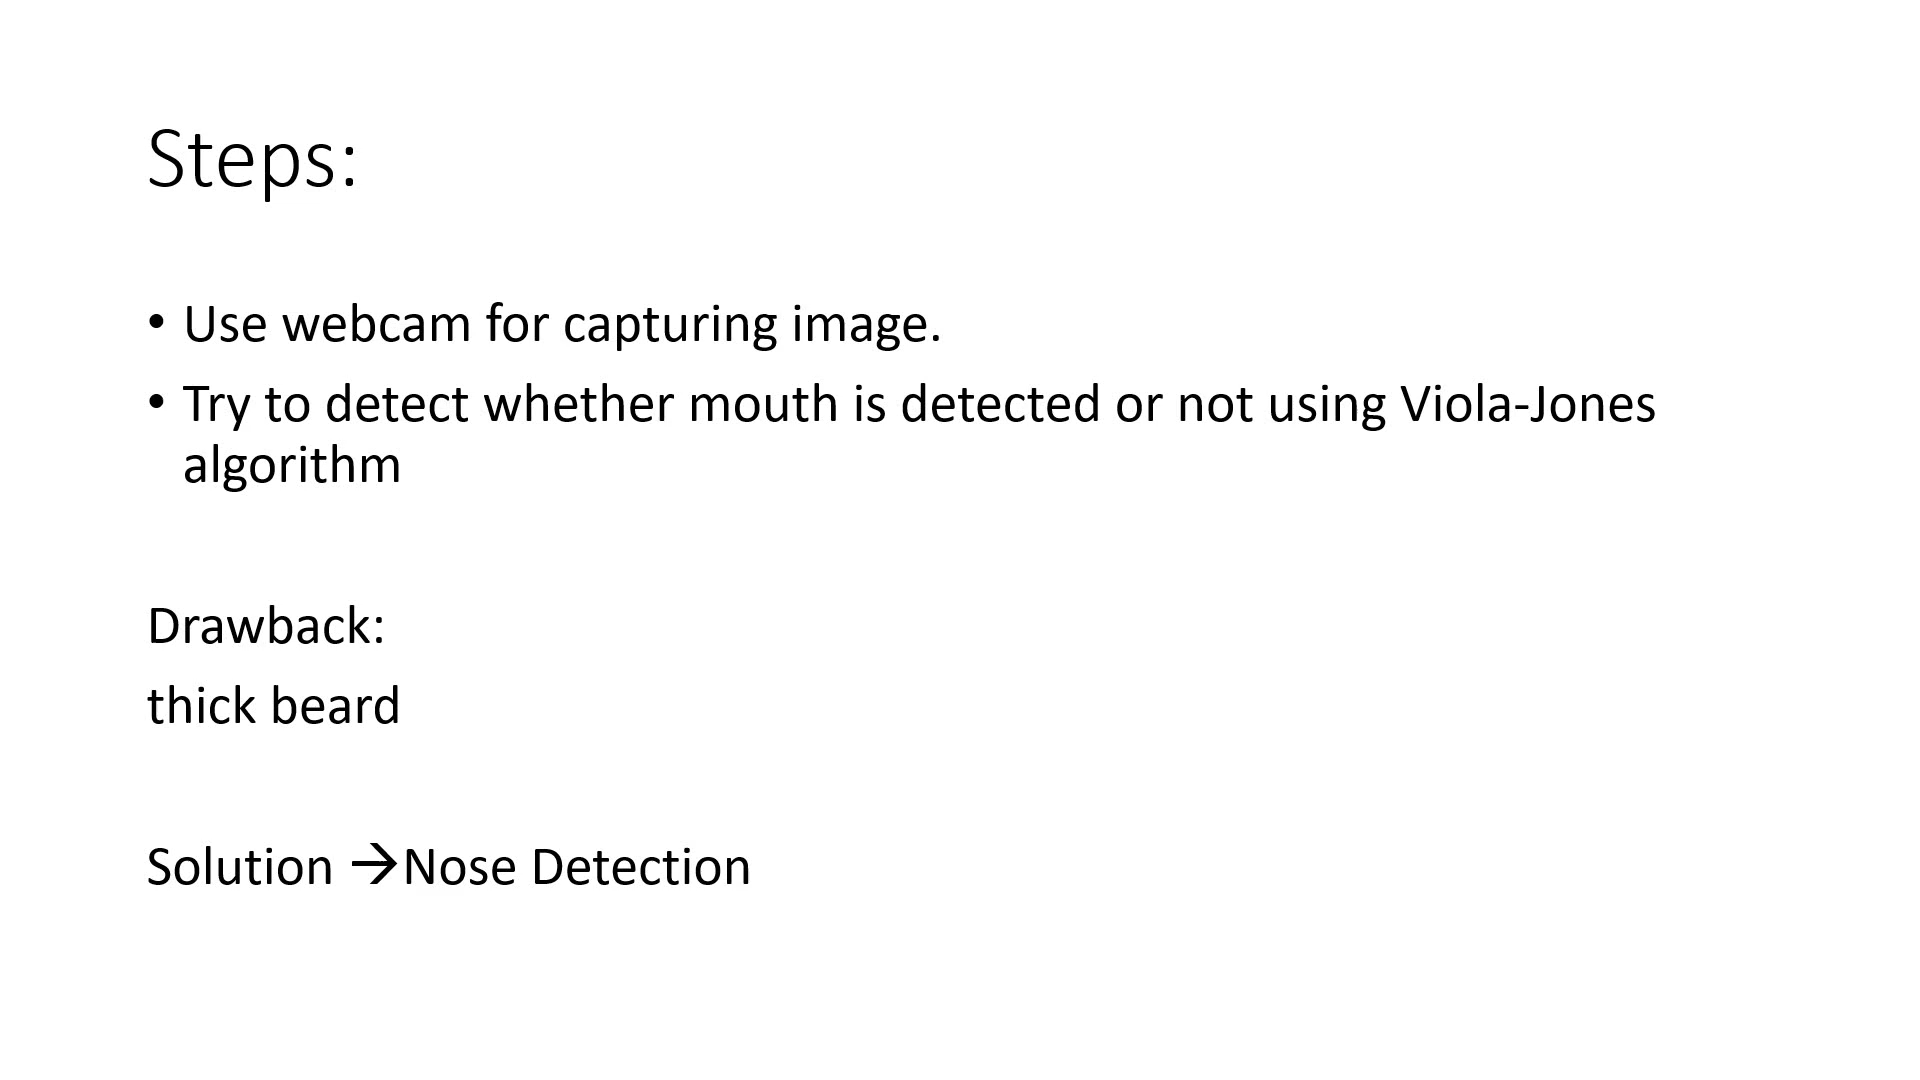 Steps:
• Use webcam for capturing image.
• Try to detect whether mouth is detected or not using Viola-Jones
algorithm
Drawback:
thick beard
Solution →Nose Detection